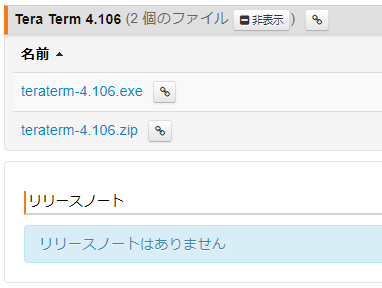 Tera Term 4.106 (2 個のファイル 非表示)
名前
teraterm-4.106.exe
teraterm-4.106.zip
リリースノート
リリースノートはありません